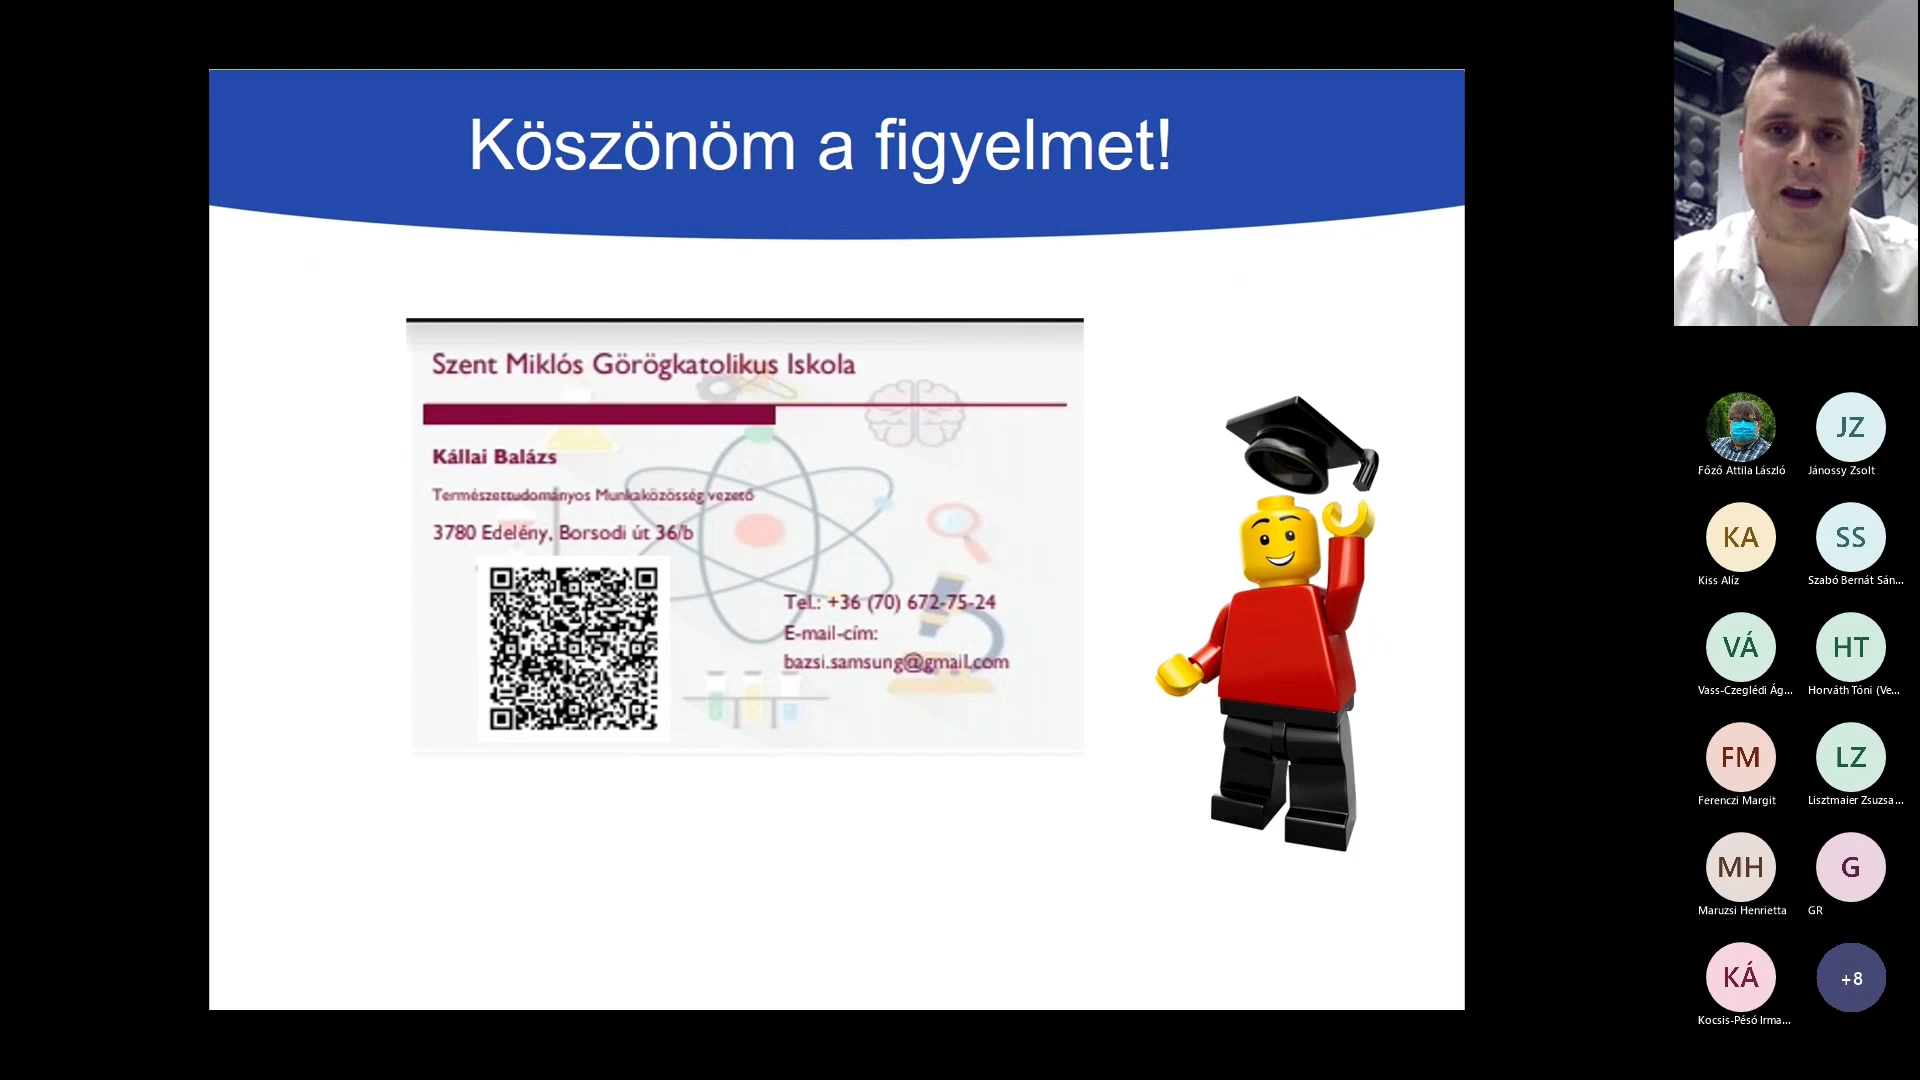 Köszönöm a figyelmet!
Szent Miklós Görögkatolikus Iskola
Kállai Balázs
Természettudományos Munkaközösség vezető
3780 Edelény, Borsodi út 36/b
Tel.: +36 (70) 672-75-24
E-mail-cím:
bazsi.samsung@gmail.com
JZ
Főző Attila László
Jánossy Zsolt
KA
SS
Kiss Alíz
Szabó Bernát Sán...
VÁ
HT
Vass-Czeglédi Ág...
Horváth Tóni (Ve...
FM
LZ
Ferenczi Margit
Lisztmaier Zsuzsa...
MH
G
Maruzsi Henrietta
GR
KÁ
+8
Kocsis-Pésó Irma...